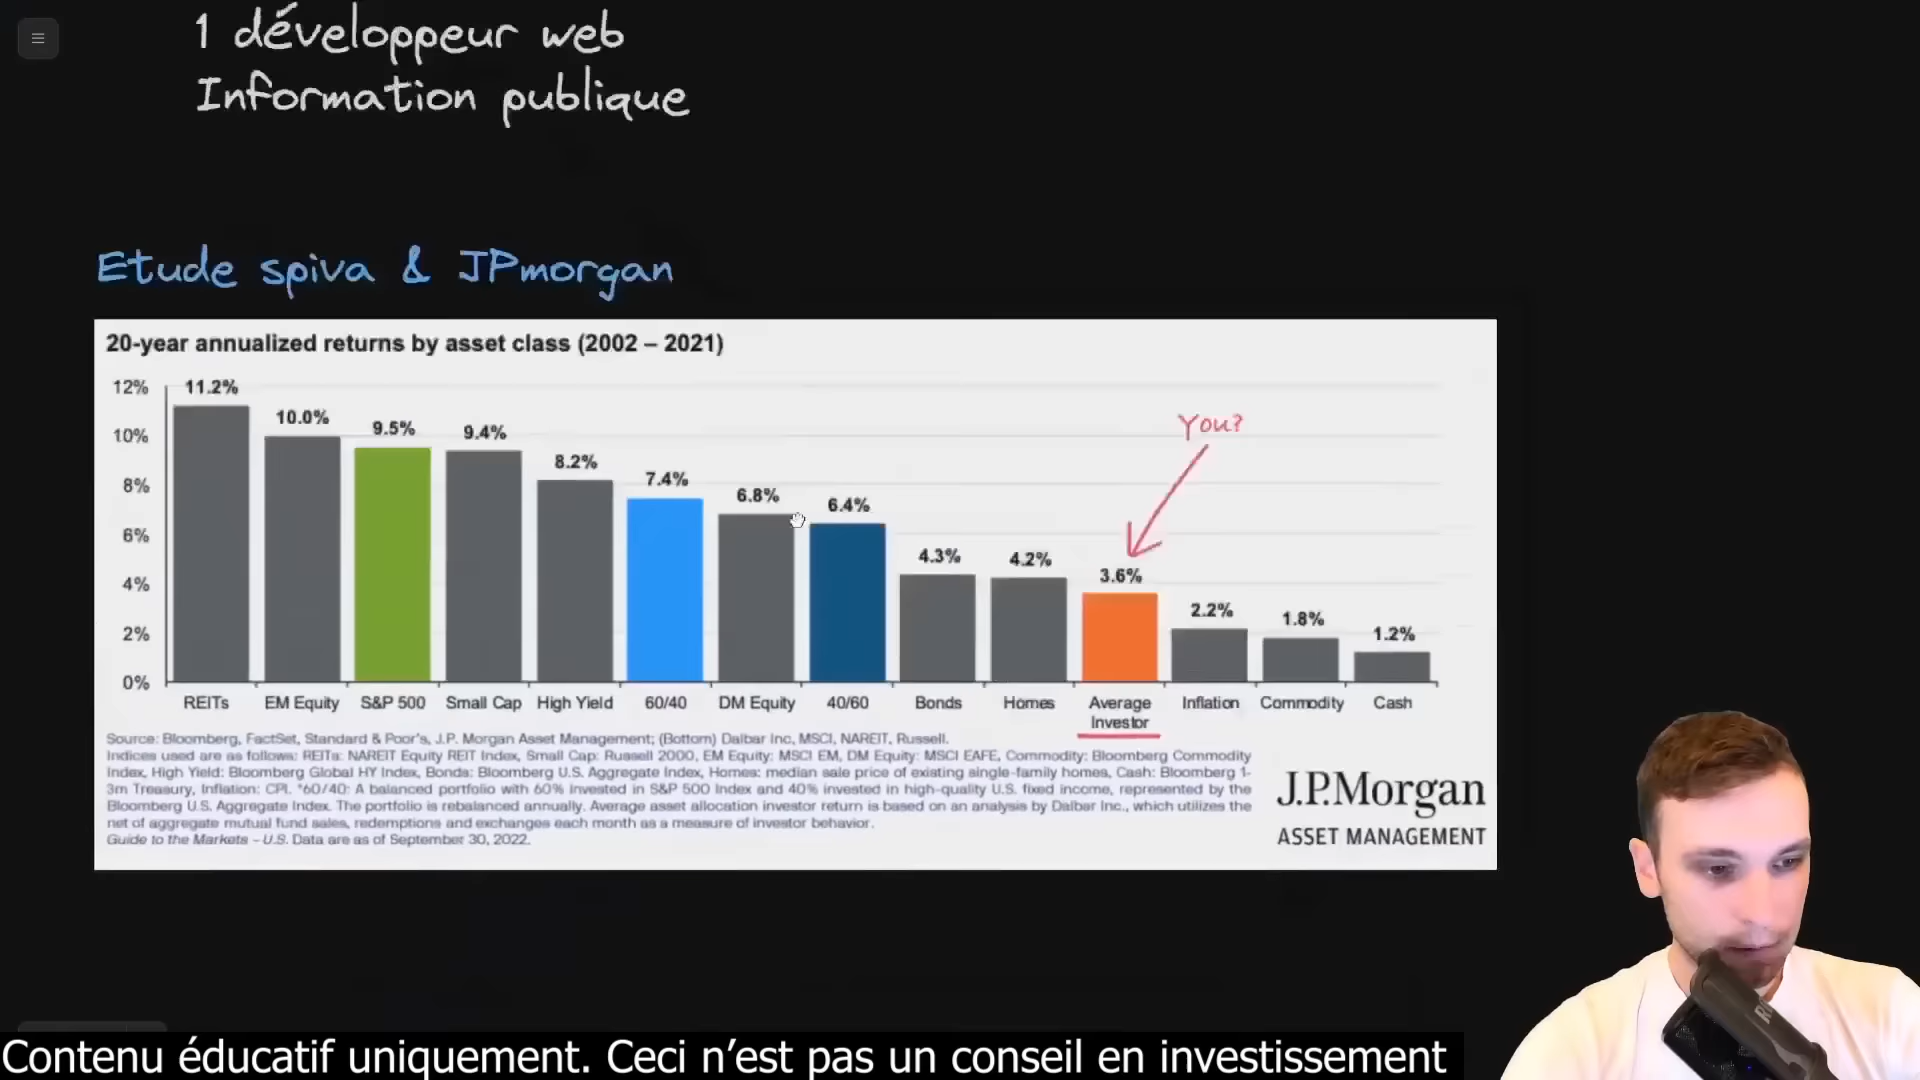 1 développeur web
Information publique
Etude spiva & JPmorgan
20-year annualized returns by asset class (2002 – 2021)
12%
10%
8%
6%
4%
2%
0%
11.2%
10.0%
9.5%
9.4%
8.2%
7.4%
6.8%
6.4%
4.3%
4.2%
3.6%
2.2%
1.8%
1.2%
You?
REITs
EM Equity
S&P 500
Small Cap
High Yield
60/40
DM Equity
40/60
Bonds
Homes
Average
Investor
Inflation
Commodity
Cash
Source: Bloomberg, FactSet, Standard & Poor's, J.P. Morgan Asset Management; (Bottom) Dalbar Inc, MSCI, NAREIT, Russell.
Indices used are as follows: REITs: NAREIT Equity REIT Index, Small Cap: Russell 2000, EM Equity: MSCI EM, DM Equity: MSCI EAFE, Commodity: Bloomberg Commodity
Index, High Yield: Bloomberg Global HY Index, Bonds: Bloomberg U.S. Aggregate Index, Homes: median sale price of existing single-family homes, Cash: Bloomberg 1-
3m Treasury, Inflation: CPI. *60/40: A balanced portfolio with 60% invested in S&P 500 Index and 40% invested in high-quality U.S. fixed income, represented by the
Bloomberg U.S. Aggregate Index. The portfolio is rebalanced annually. Average asset allocation investor return is based on an analysis by Dalbar Inc., which utilizes the
net of aggregate mutual fund sales, redemptions and exchanges each month as a measure of investor behavior.
Guide to the Markets – U.S. Data are as of September 30, 2022.
J.P.Morgan
ASSET MANAGEMENT
Contenu éducatif uniquement. Ceci n’est pas un conseil en investissement